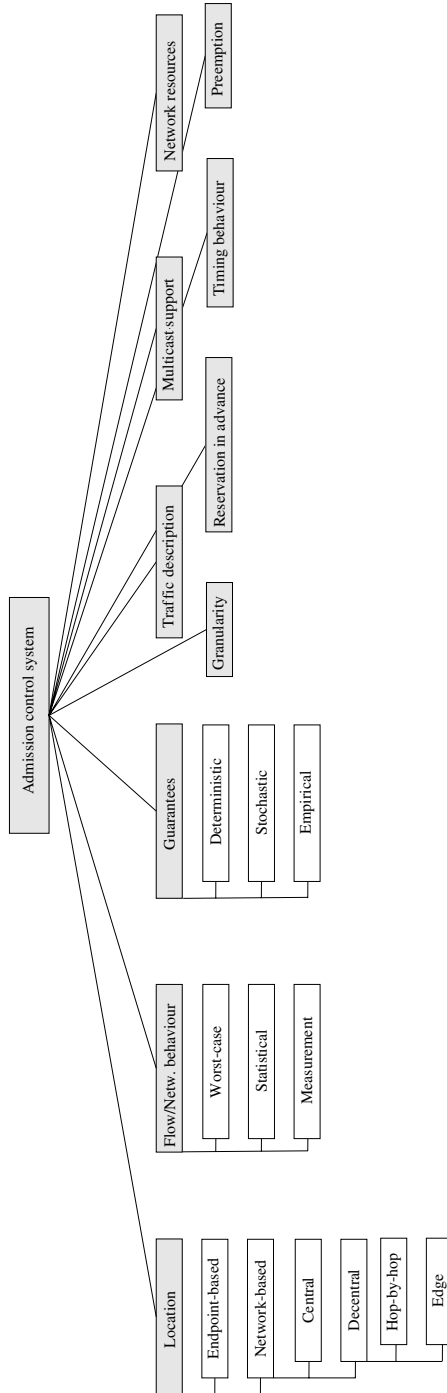 Admission control system
Location
Endpoint-based
Network-based
Central
Decentral
Hop-by-hop
Edge
Flow/Netw. behaviour
Worst-case
Statistical
Measurement
Guarantees
Deterministic
Stochastic
Empirical
Granularity
Traffic description
Reservation in advance
Multicast support
Timing behaviour
Network resources
Preemption